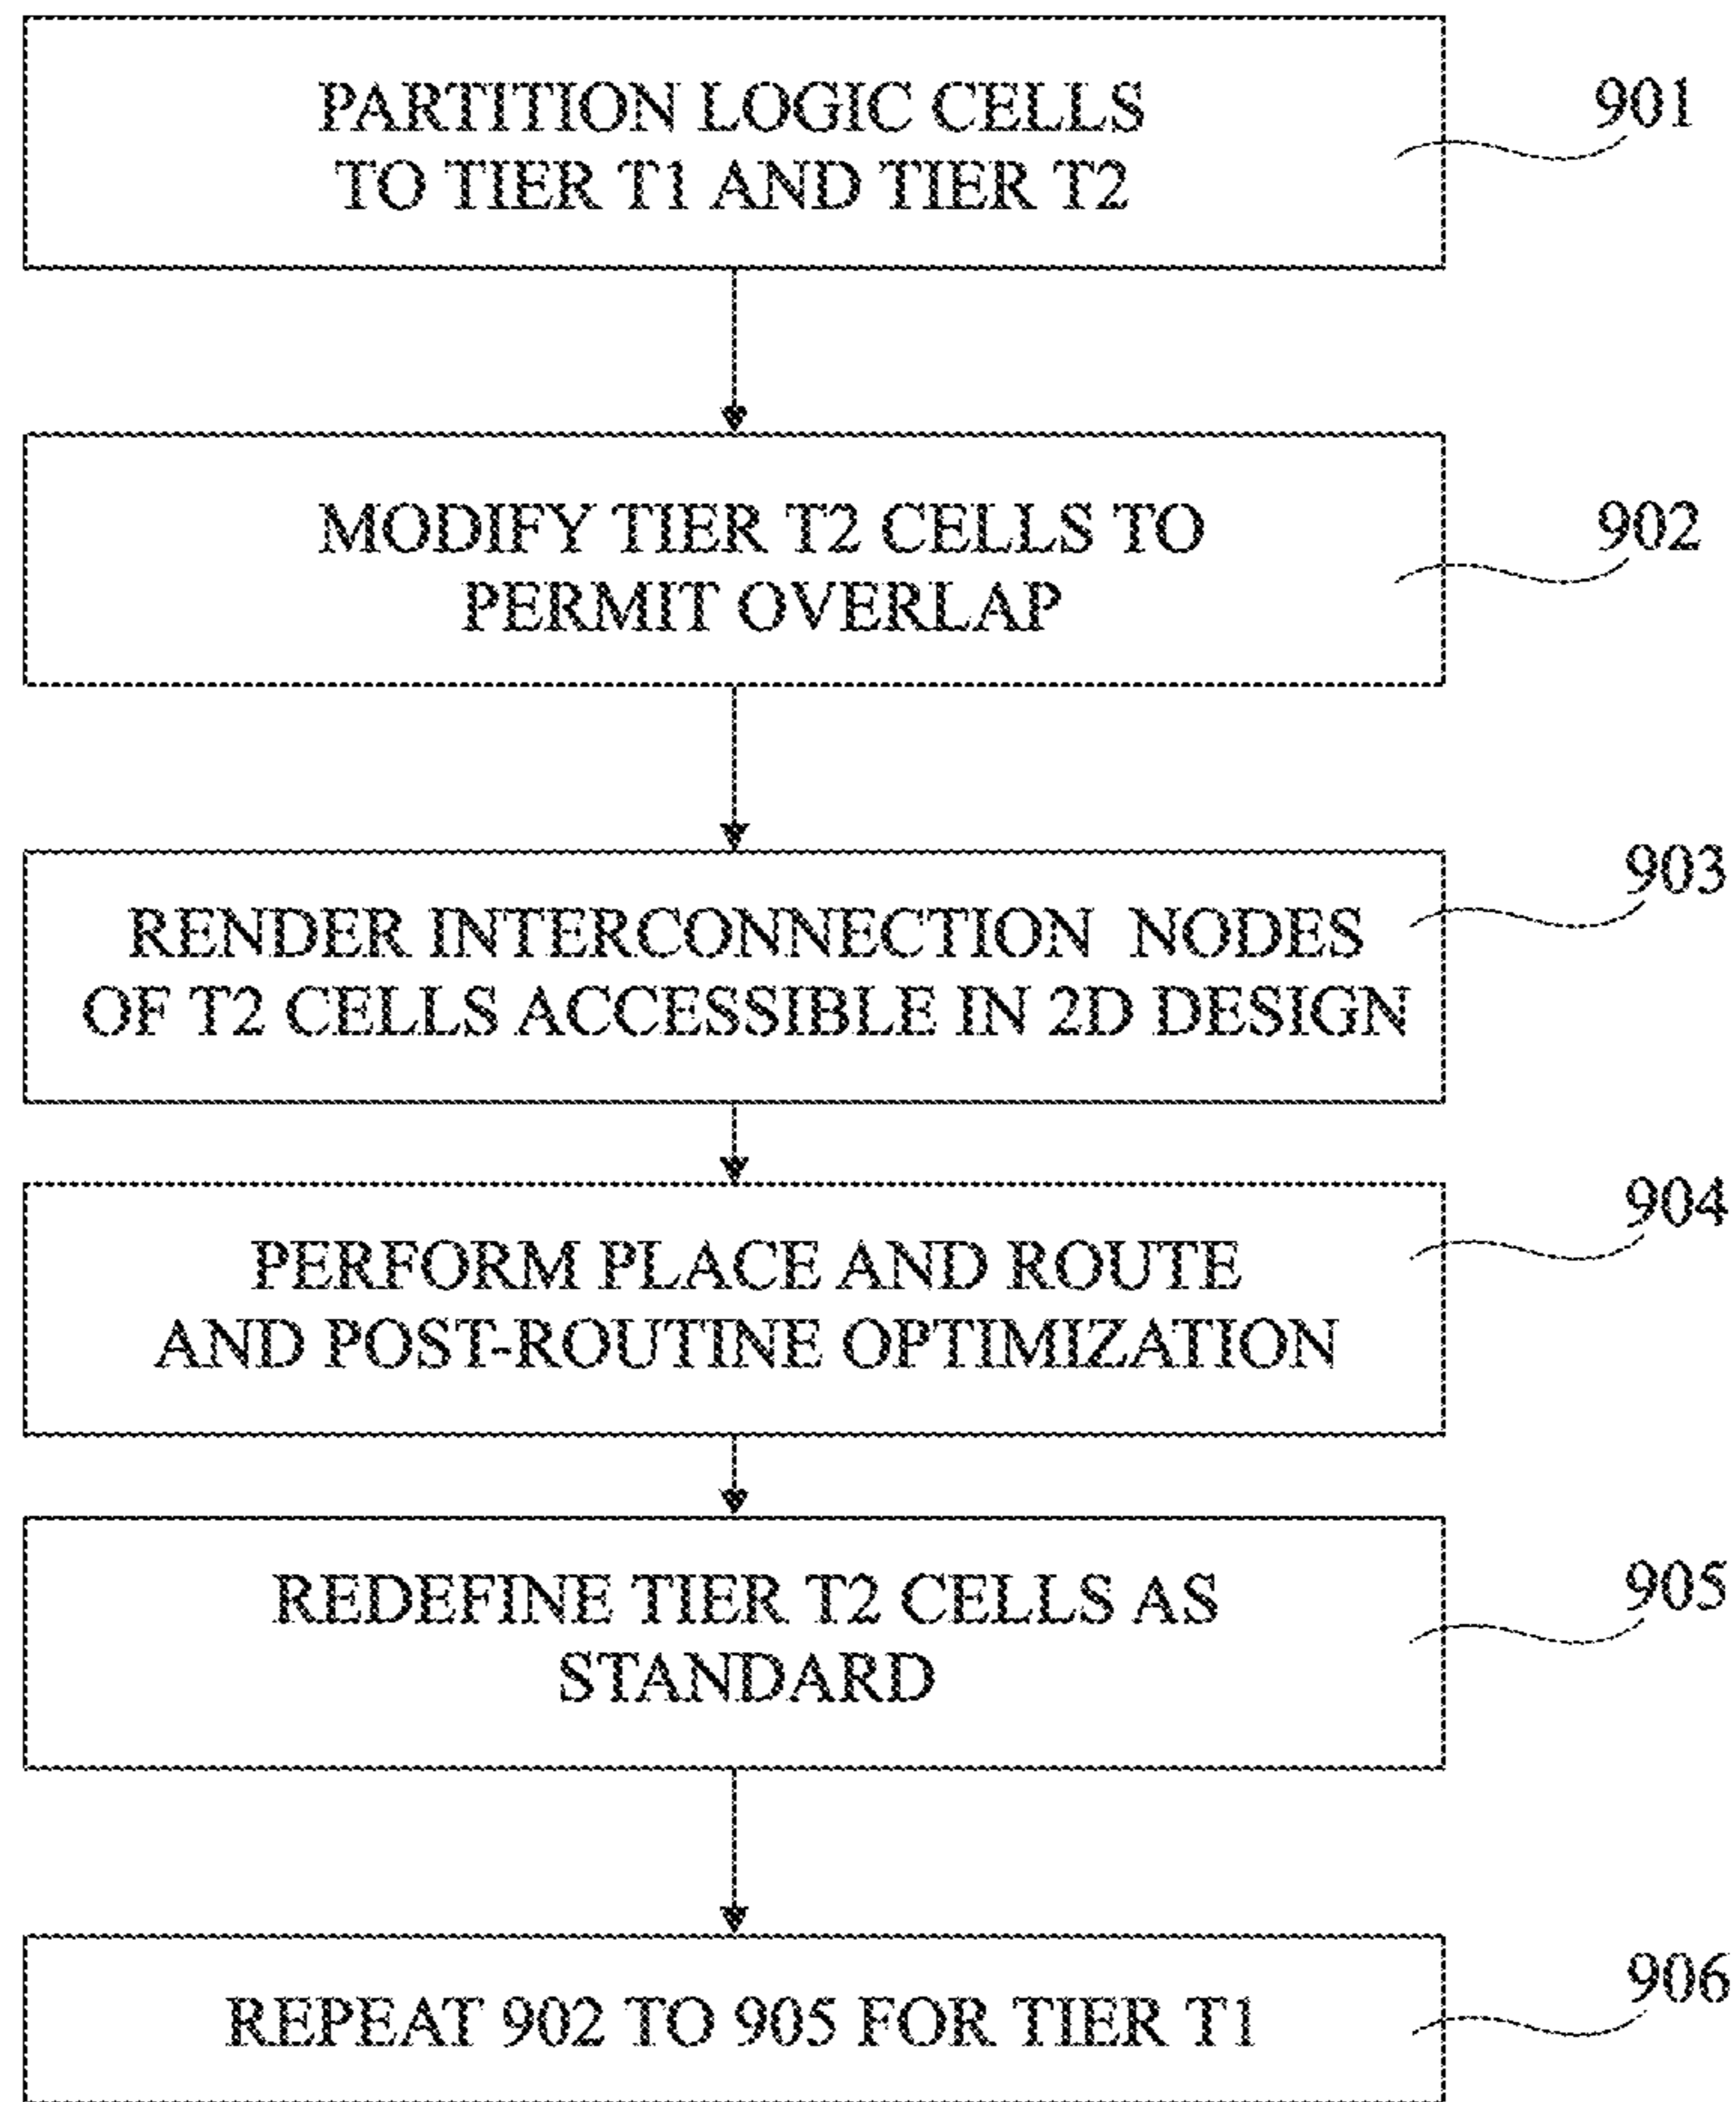 PARTITION LOGIC CELLS
TO TIER T1 AND TIER T2
901
MODIFY TIER T2 CELLS TO
PERMIT OVERLAP
902
RENDER INTERCONNECTION NODES
OF T2 CELLS ACCESSIBLE IN 2D DESIGN
903
PERFORM PLACE AND ROUTE
AND POST-ROUTINE OPTIMIZATION
904
REDEFINE TIER T2 CELLS AS
STANDARD
905
REPEAT 902 TO 905 FOR TIER T1
906